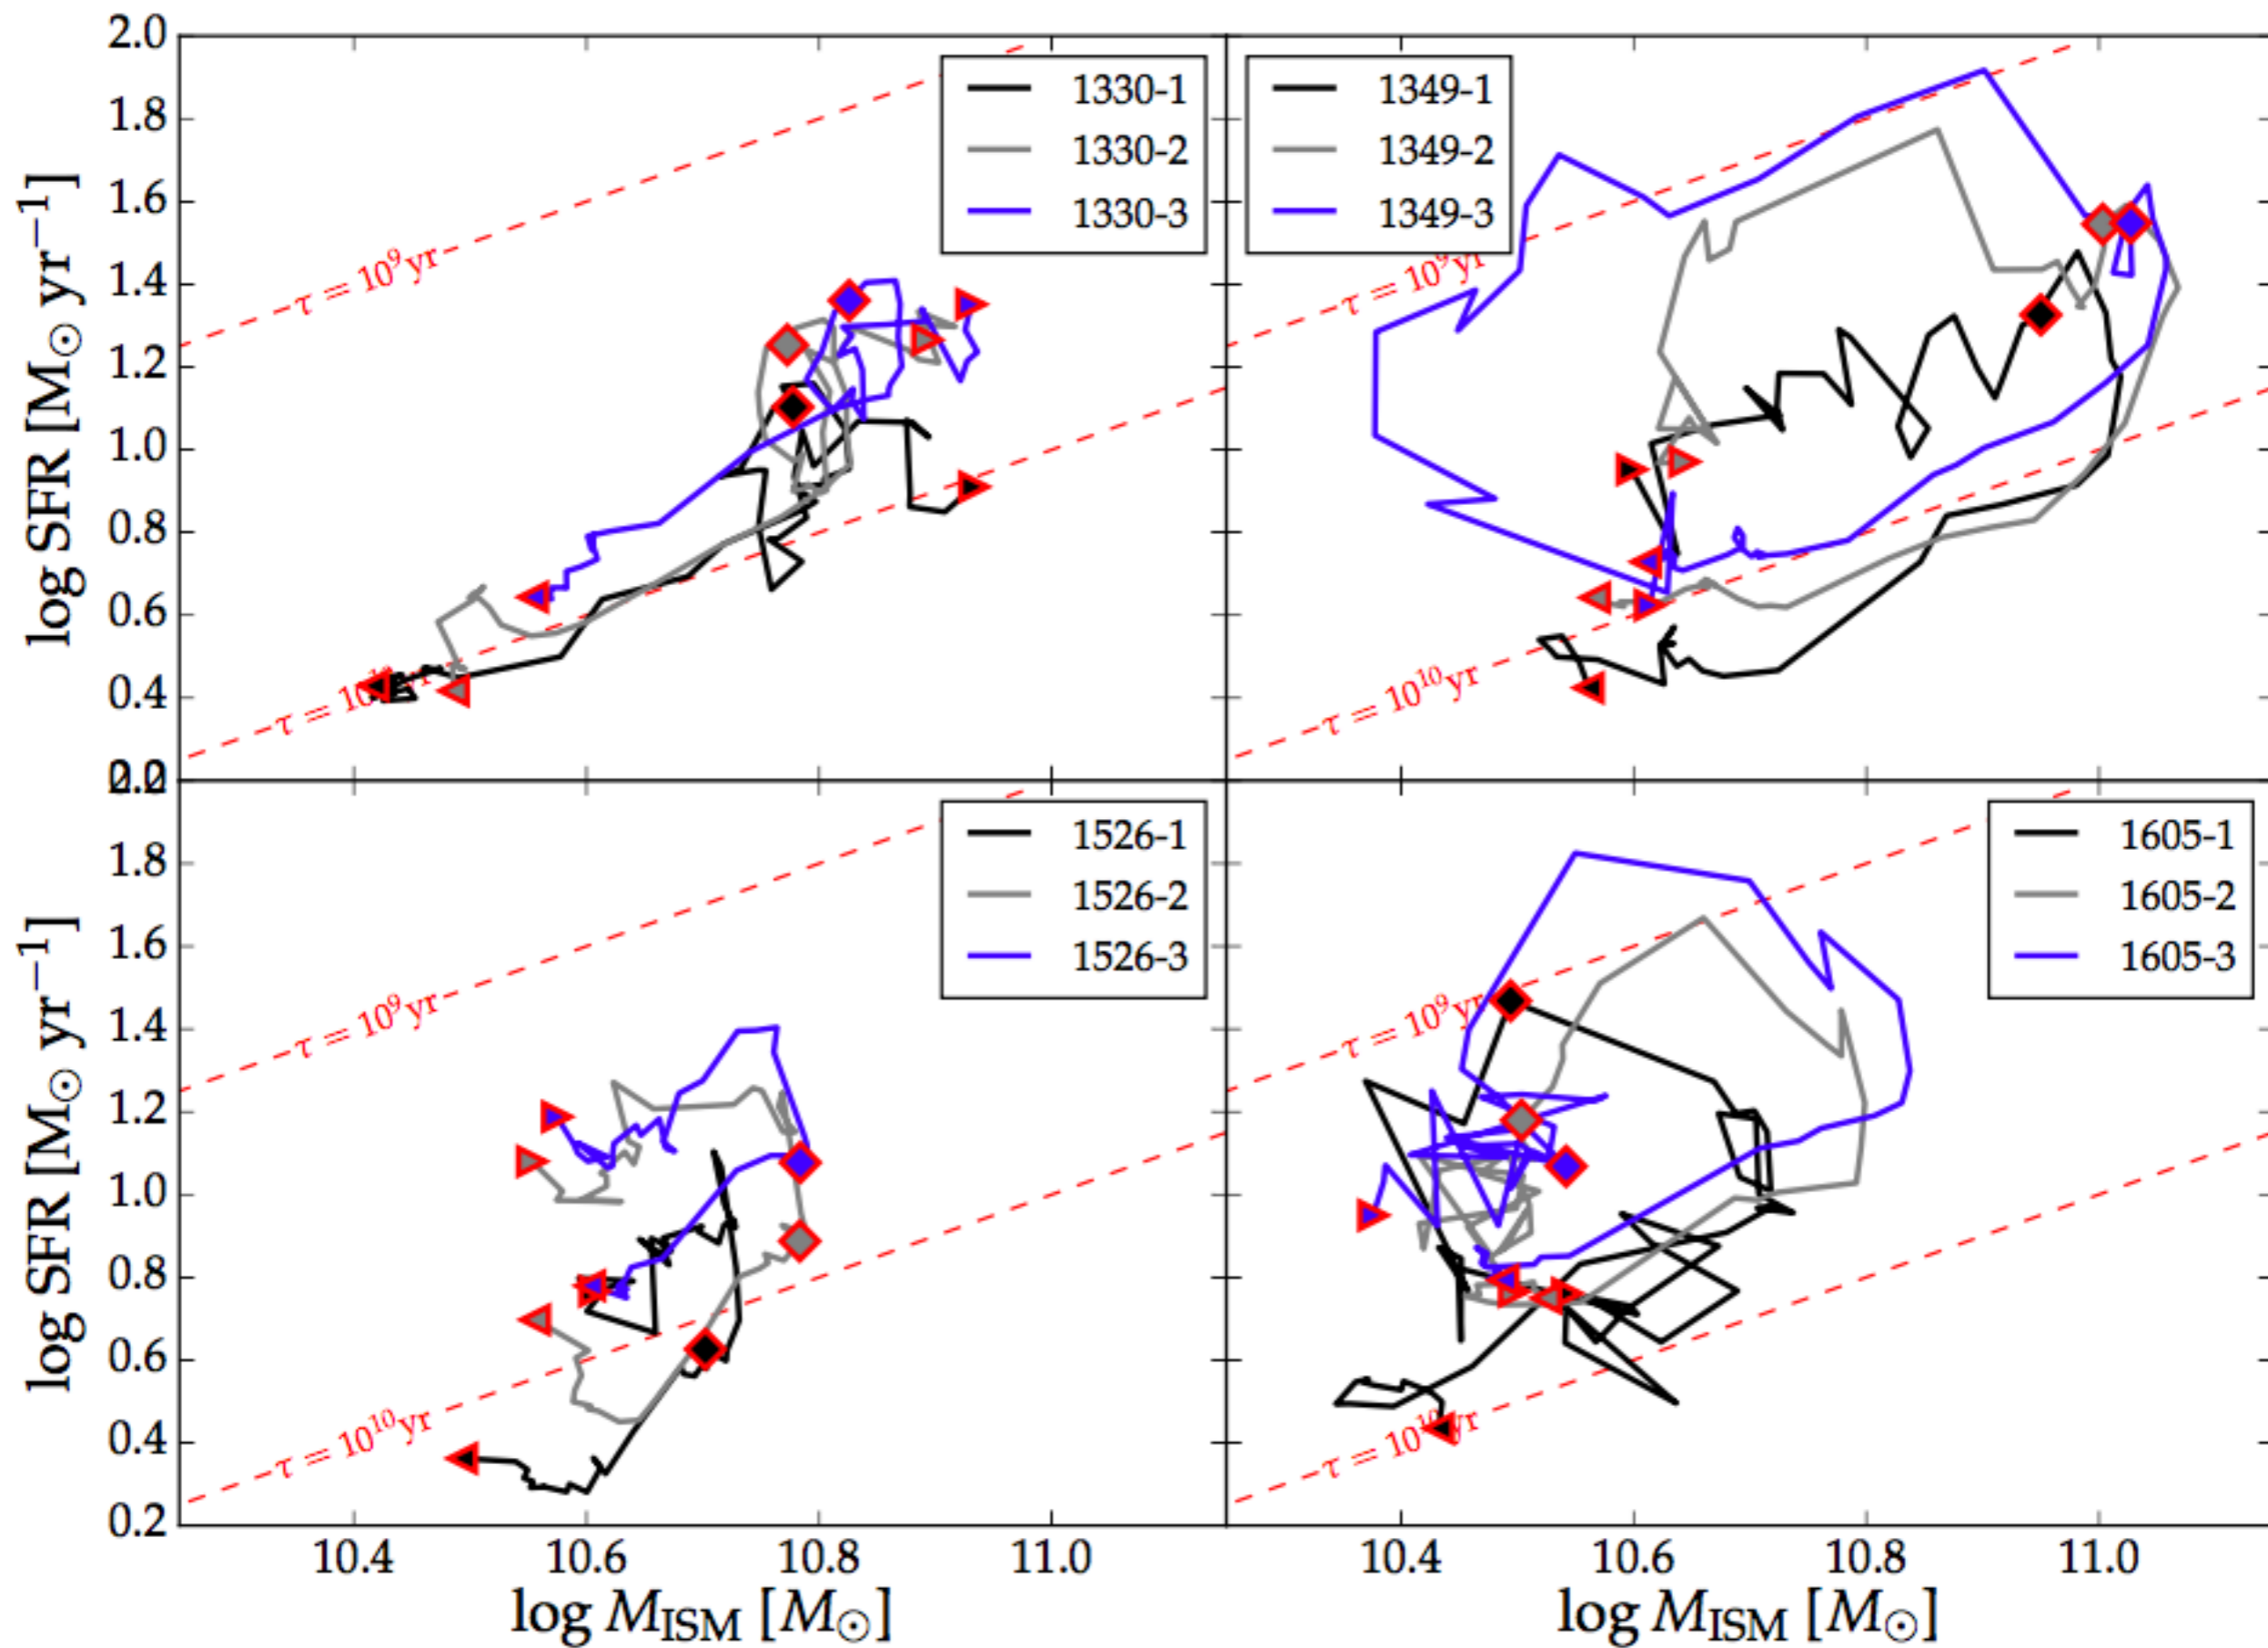 2.0
1.8
1.6
1.4
1.2
1.0
0.8
0.6
0.4
0.2
log SFR [M⊙ yr⁻¹]
τ = 10⁹yr
τ = 10¹⁰yr
1330-1
1330-2
1330-3
1349-1
1349-2
1349-3
τ = 10⁹yr
τ = 10¹⁰yr
2.0
1.8
1.6
1.4
1.2
1.0
0.8
0.6
0.4
0.2
log SFR [M⊙ yr⁻¹]
τ = 10⁹yr
τ = 10¹⁰yr
1526-1
1526-2
1526-3
1605-1
1605-2
1605-3
τ = 10⁹yr
τ = 10¹⁰yr
10.4 10.6 10.8 11.0
10.4 10.6 10.8 11.0
log M_ISM [M⊙]
log M_ISM [M⊙]